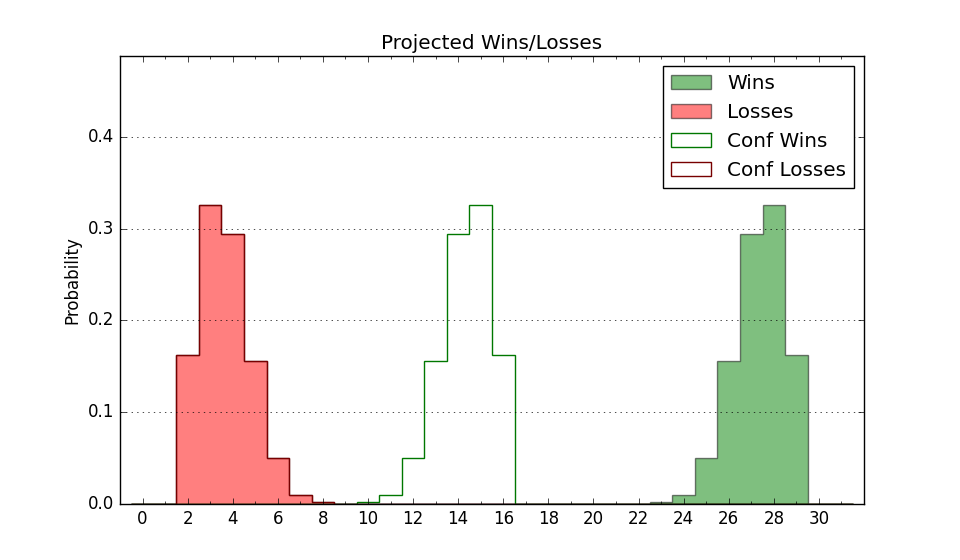 Projected Wins/Losses
Wins
Losses
Conf Wins
Conf Losses
Probability
0.4
0.3
0.2
0.1
0.0
0 2 4 6 8 10 12 14 16 18 20 22 24 26 28 30